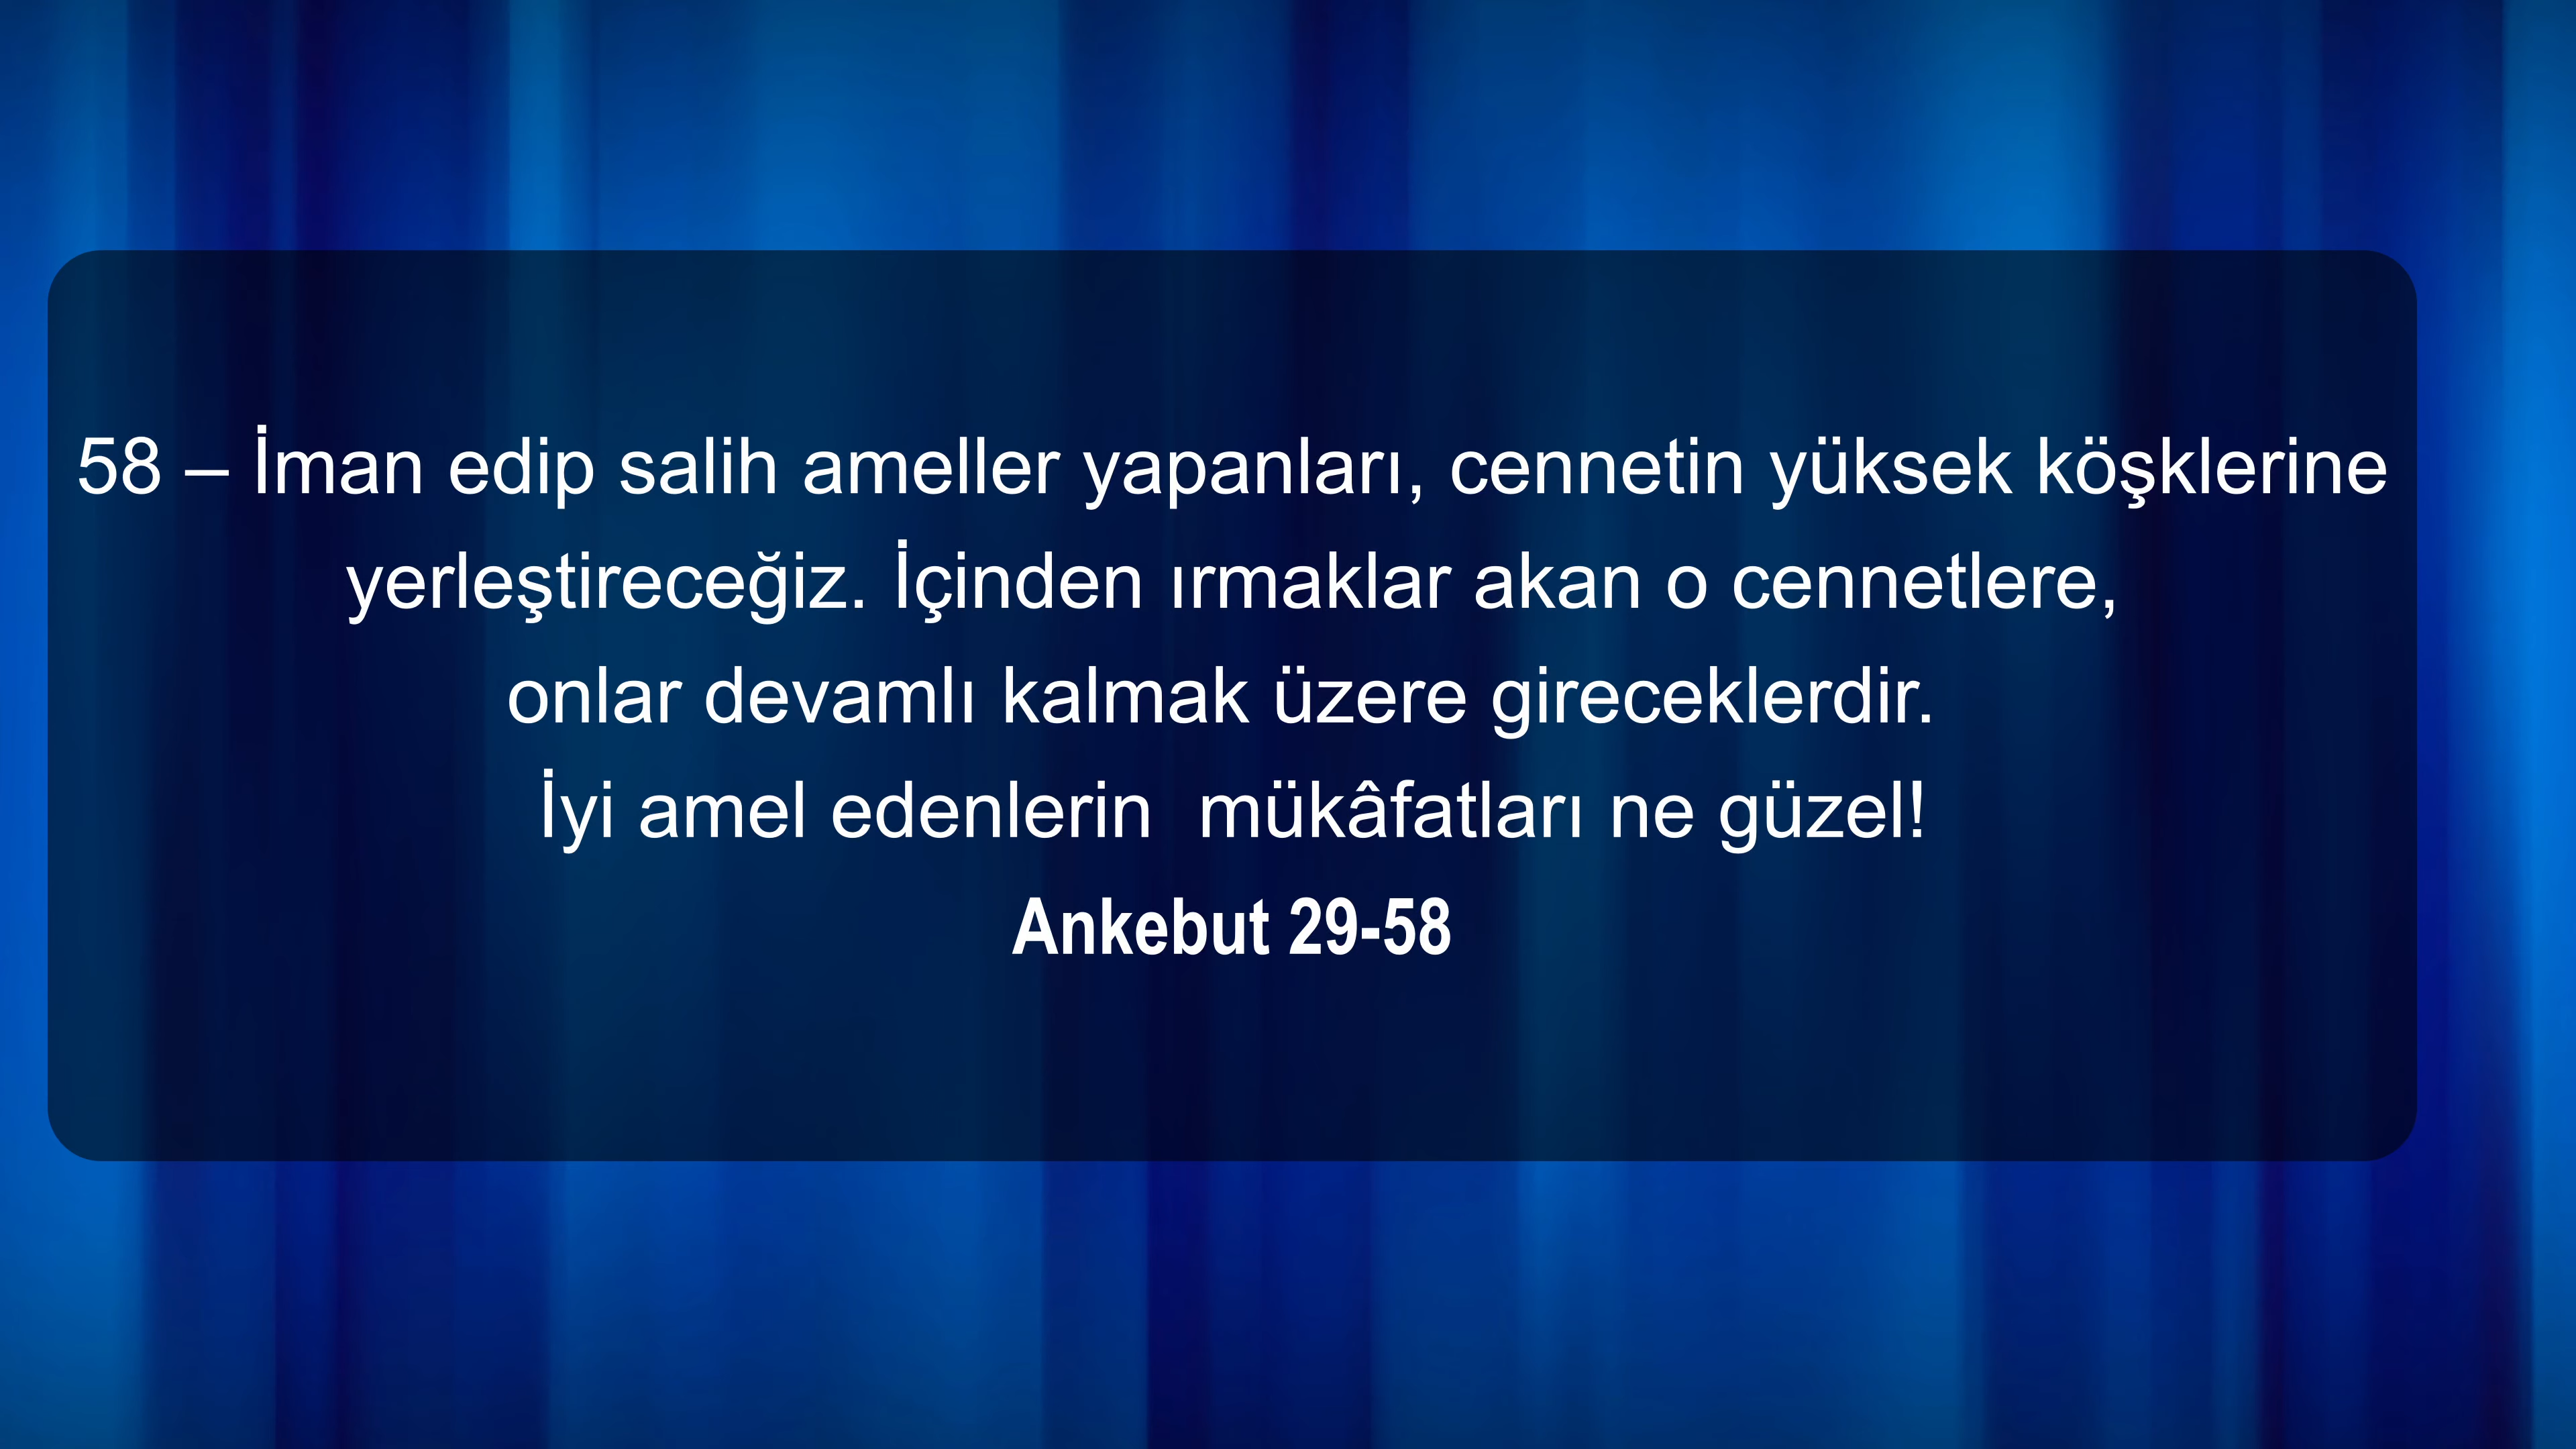 58 – İman edip salih ameller yapanları, cennetin yüksek köşklerine
yerleştireceğiz. İçinden ırmaklar akan o cennetlere,
onlar devamlı kalmak üzere gireceklerdir.
İyi amel edenlerin  mükâfatları ne güzel!
Ankebut 29-58